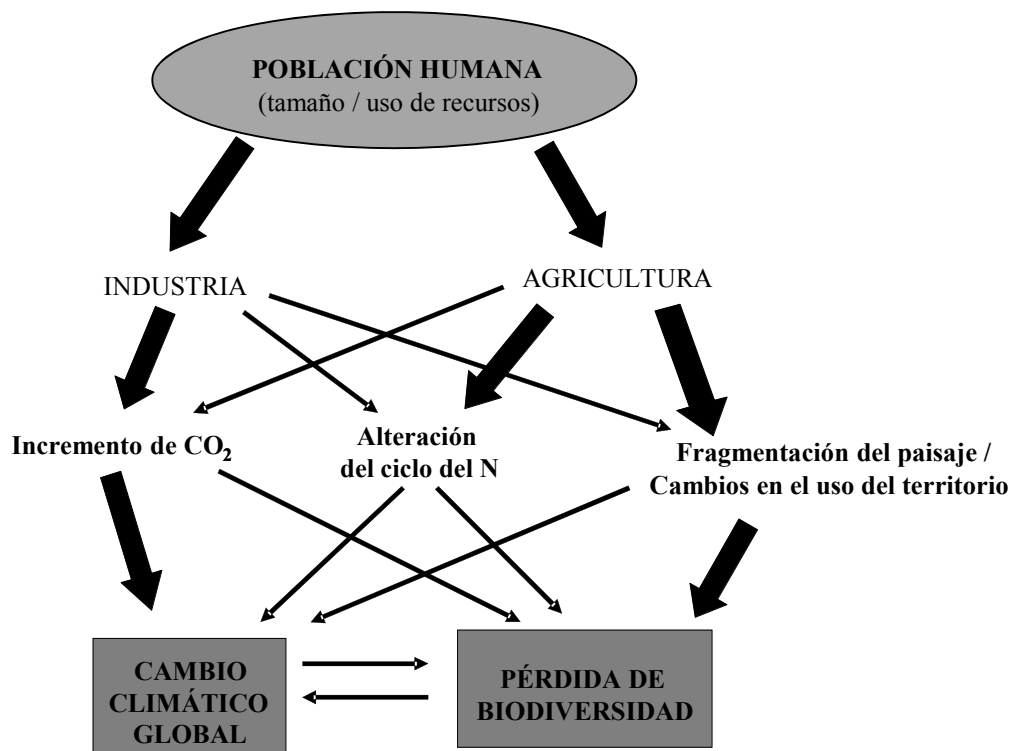 POBLACIÓN HUMANA
(tamaño / uso de recursos)
INDUSTRIA
AGRICULTURA
Incremento de CO₂
Alteración
del ciclo del N
Fragmentación del paisaje /
Cambios en el uso del territorio
CAMBIO
CLIMÁTICO
GLOBAL
PÉRDIDA DE
BIODIVERSIDAD